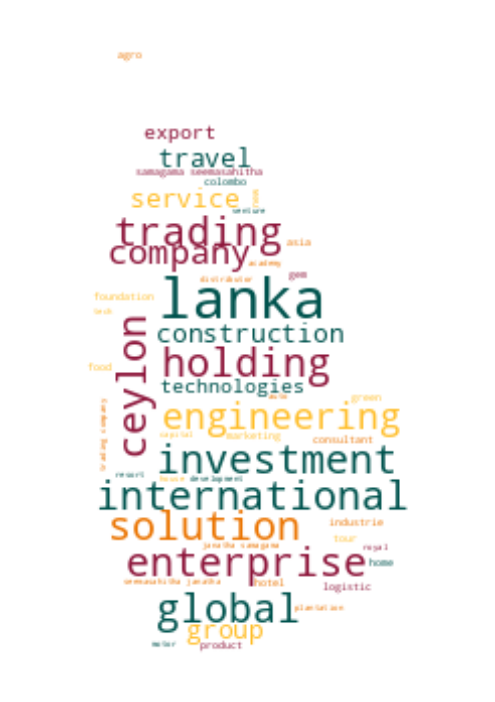 agro
export
travel
samagama seemasahitha
colombo
service
venture
trading
asia
company
academy
gem
distributor
lanka
foundation
tech
ceylon
construction
holding
food
technologies
auto
green
trading company
engineering
capital
marketing
consultant
investment
resort
house
development
international
solution
industrie
tour
janatha samagama
royal
enterprise
home
seemasahitha janatha
hotel
logistic
global
plantation
group
motor
product